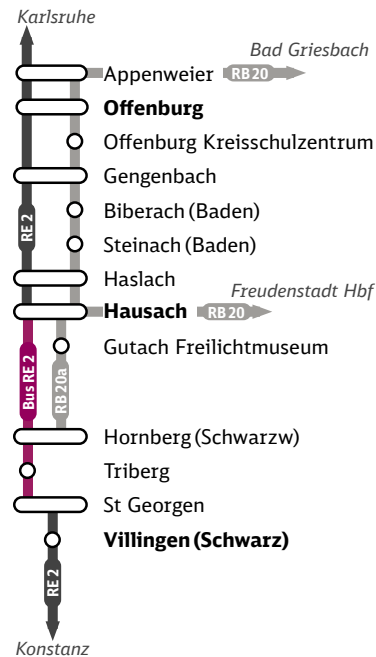 Karlsruhe
Bad Griesbach
Appenweier RB 20
Offenburg
Offenburg Kreisschulzentrum
Gengenbach
Biberach (Baden)
RE 2
Steinach (Baden)
Haslach
Freudenstadt Hbf
Hausach RB 20
Gutach Freilichtmuseum
Bus RE 2
RB 20a
Hornberg (Schwarzw)
Triberg
St Georgen
Villingen (Schwarz)
RE 2
Konstanz